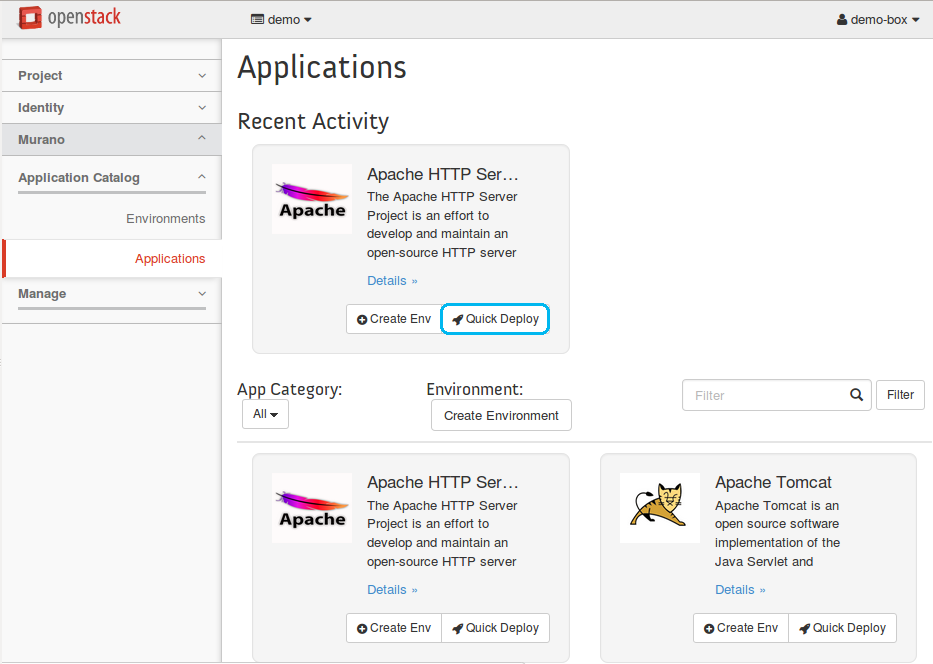 openstack
demo
demo-box
Project
Identity
Murano
Application Catalog
Environments
Applications
Manage
Applications
Recent Activity
Apache
Apache HTTP Ser...
The Apache HTTP Server
Project is an effort to
develop and maintain an
open-source HTTP server
Details »
Create Env
Quick Deploy
App Category:
All
Environment:
Create Environment
Filter
Filter
Apache
Apache HTTP Ser...
The Apache HTTP Server
Project is an effort to
develop and maintain an
open-source HTTP server
Details »
Create Env
Quick Deploy
Apache Tomcat
Apache Tomcat is an
open source software
implementation of the
Java Servlet and
Details »
Create Env
Quick Deploy